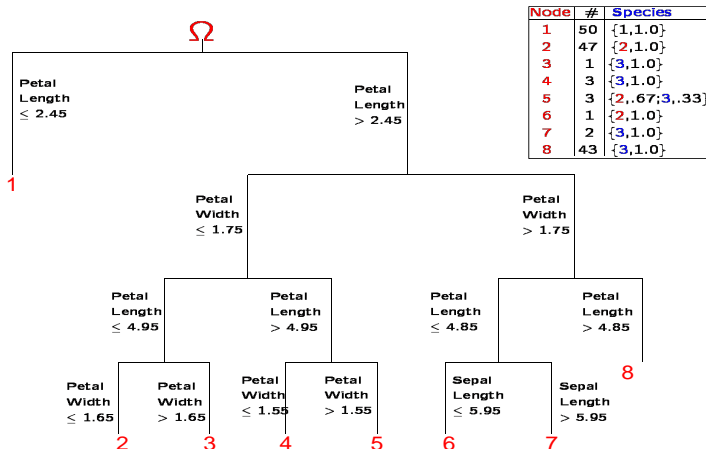 Ω
Node # Species
1 50 {1,1.0}
2 47 {2,1.0}
3 1 {3,1.0}
4 3 {3,1.0}
5 3 {2,.67;3,.33}
6 1 {2,1.0}
7 2 {3,1.0}
8 43 {3,1.0}
Petal
Length
≤ 2.45
Petal
Length
> 2.45
1
Petal
Width
≤ 1.75
Petal
Width
> 1.75
Petal
Length
≤ 4.95
Petal
Length
> 4.95
Petal
Length
≤ 4.85
Petal
Length
> 4.85
8
Petal
Width
≤ 1.65
Petal
Width
> 1.65
Petal
Width
≤ 1.55
Petal
Width
> 1.55
Sepal
Length
≤ 5.95
Sepal
Length
> 5.95
2 3 4 5 6 7